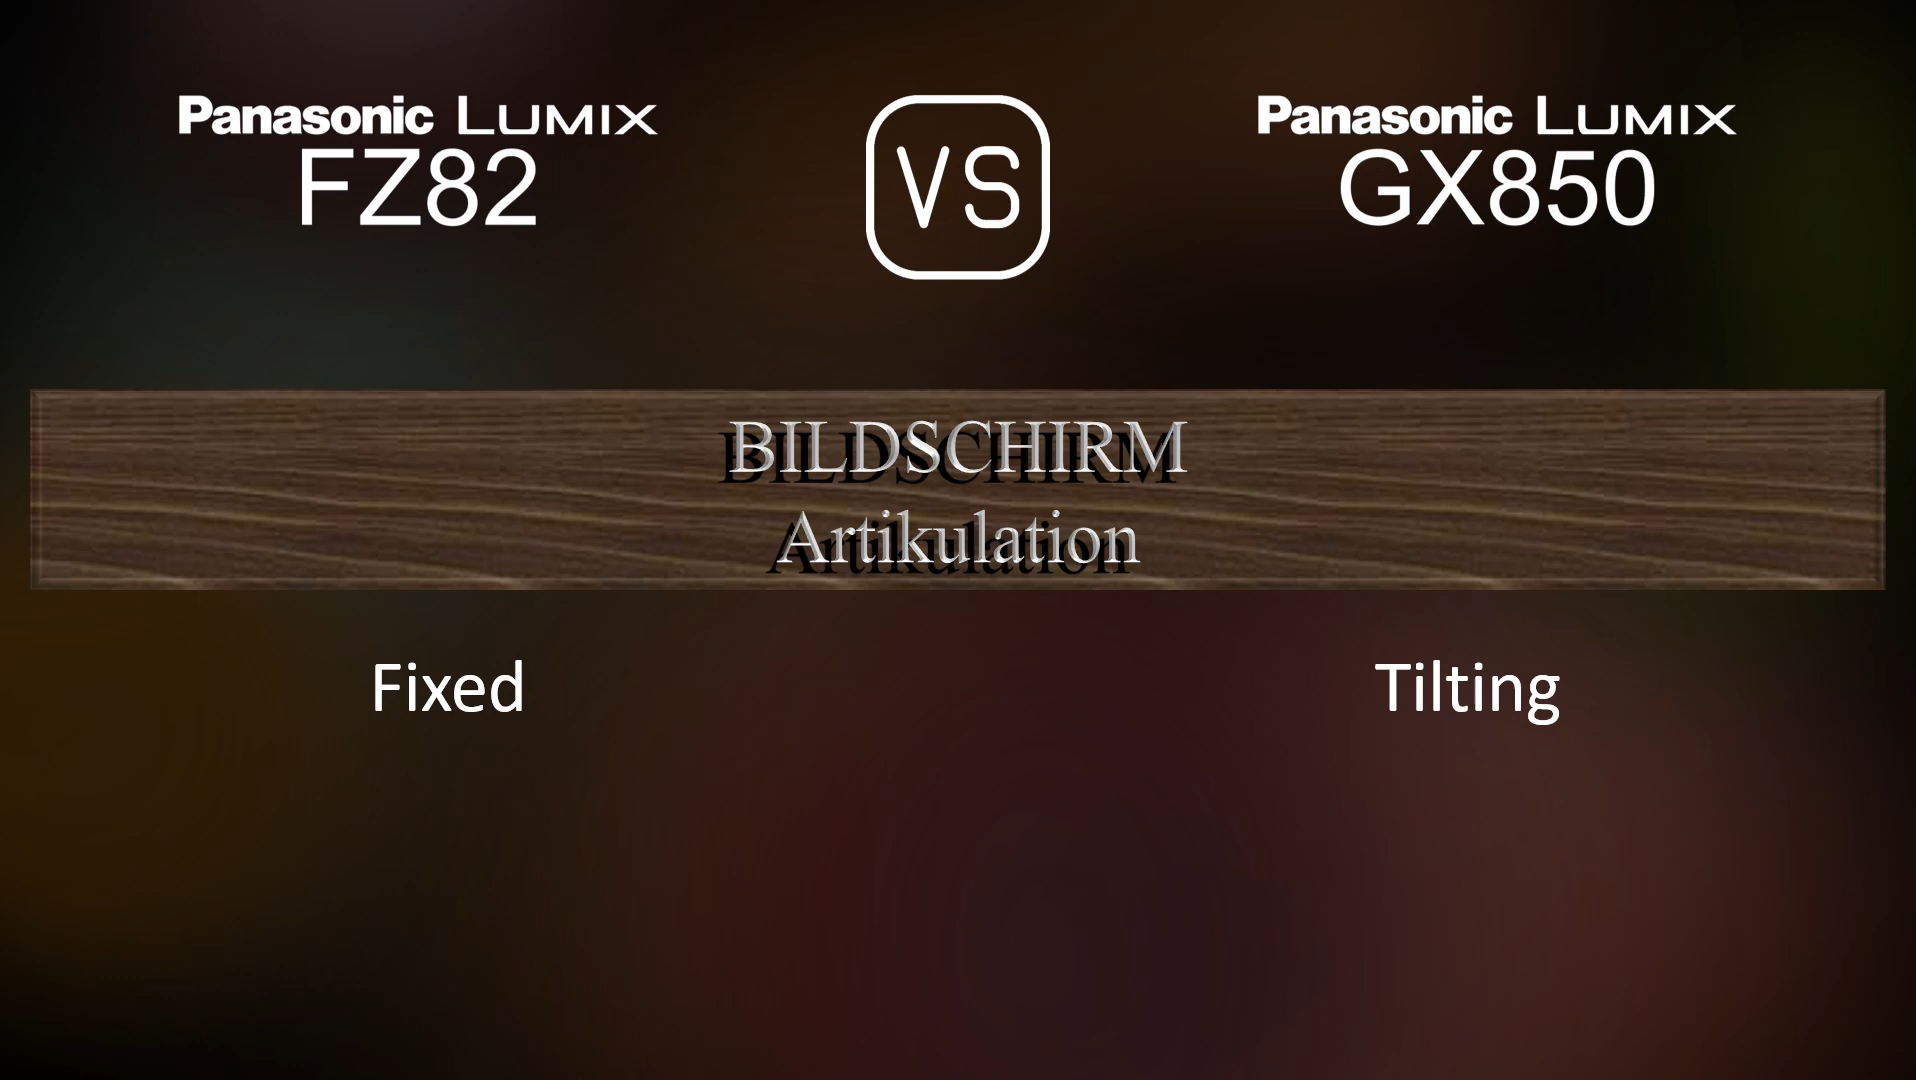 Panasonic LUMIX
FZ82
VS
Panasonic LUMIX
GX850
BILDSCHIRM
Artikulation
Fixed
Tilting